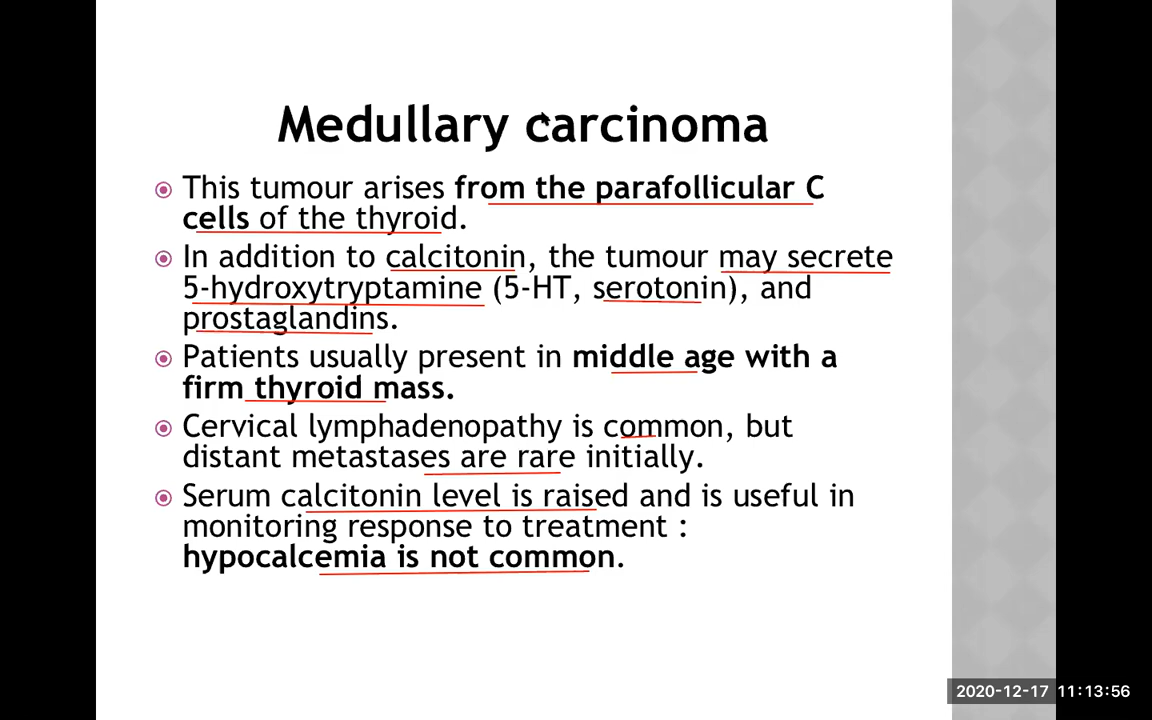 Medullary carcinoma
This tumour arises from the parafollicular C
cells of the thyroid.
In addition to calcitonin, the tumour may secrete
5-hydroxytryptamine (5-HT, serotonin), and
prostaglandins.
Patients usually present in middle age with a
firm thyroid mass.
Cervical lymphadenopathy is common, but
distant metastases are rare initially.
Serum calcitonin level is raised and is useful in
monitoring response to treatment :
hypocalcemia is not common.
2020-12-17 11:13:56